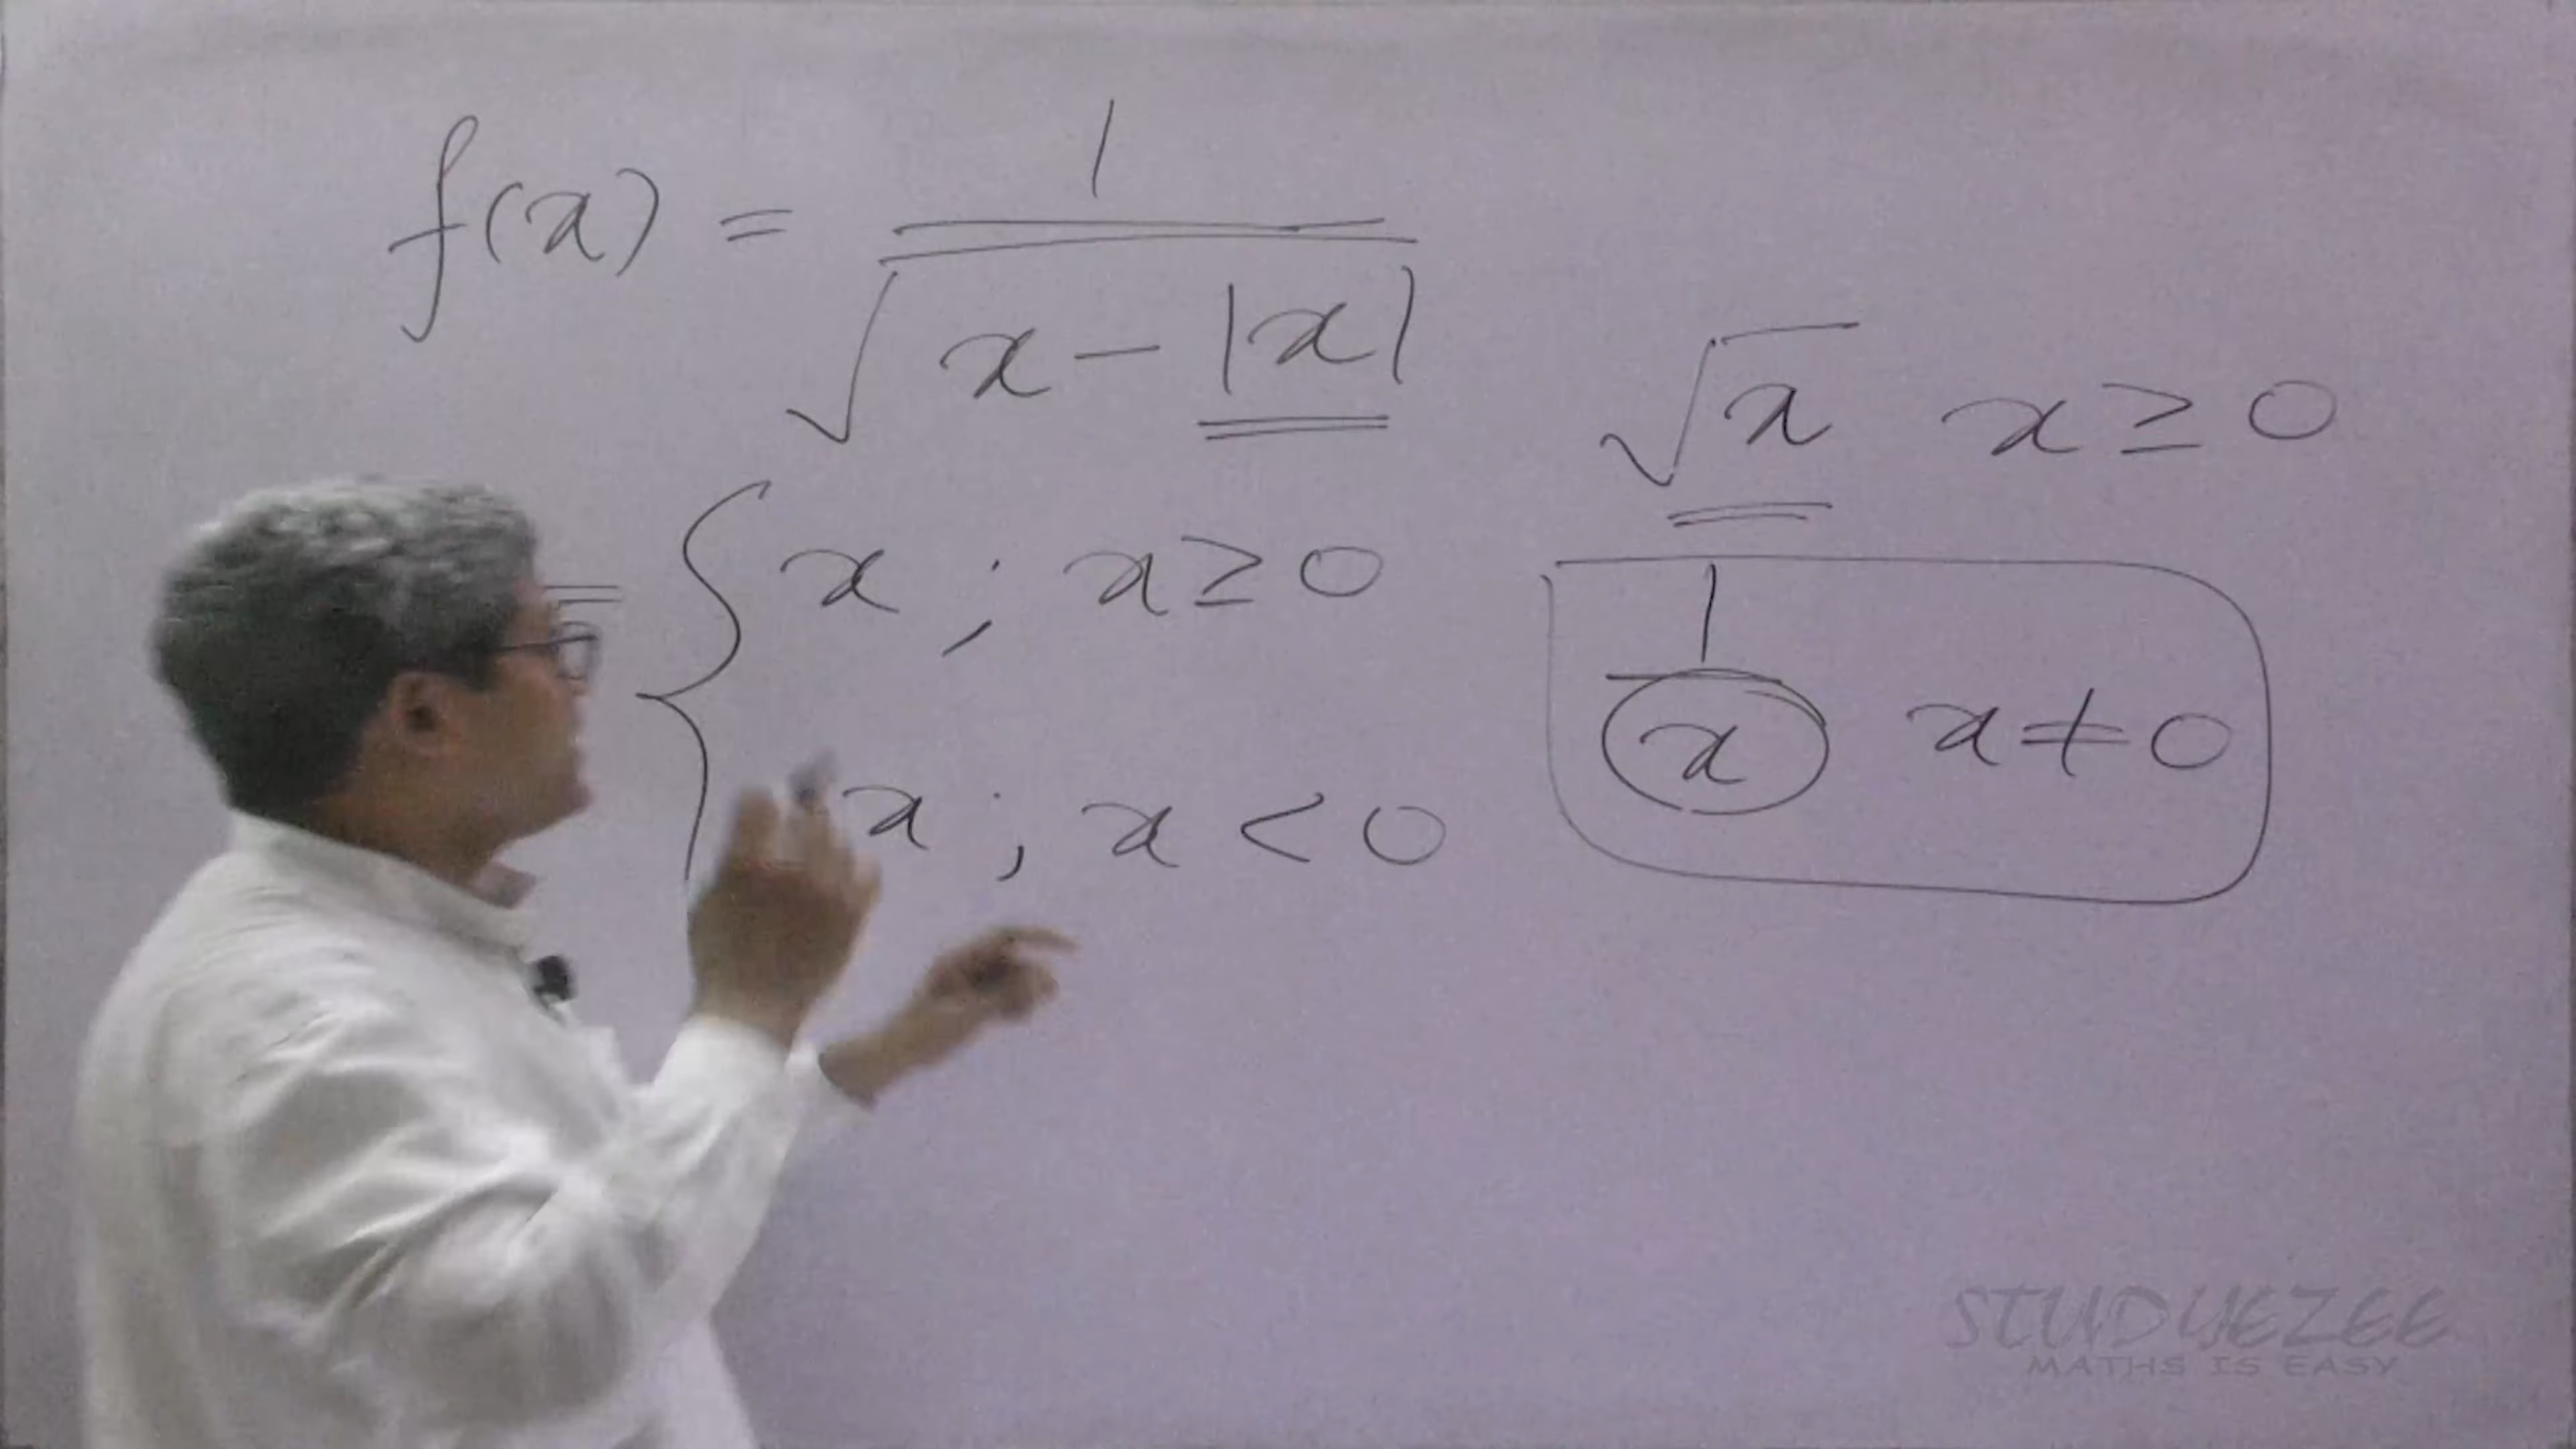 f(x) = 1/√(x − |x|)
√x x ≥ 0
= { x ; x ≥ 0
x ; x < 0
1/x x ≠ 0
STUDYEZEE
MATHS IS EASY